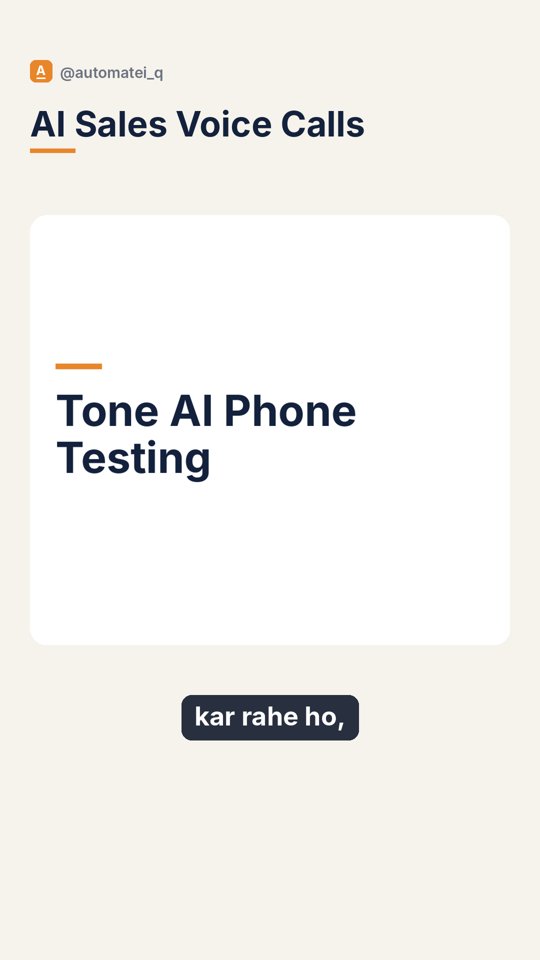 A
@automatei_q
AI Sales Voice Calls
Tone AI Phone
Testing
kar rahe ho,